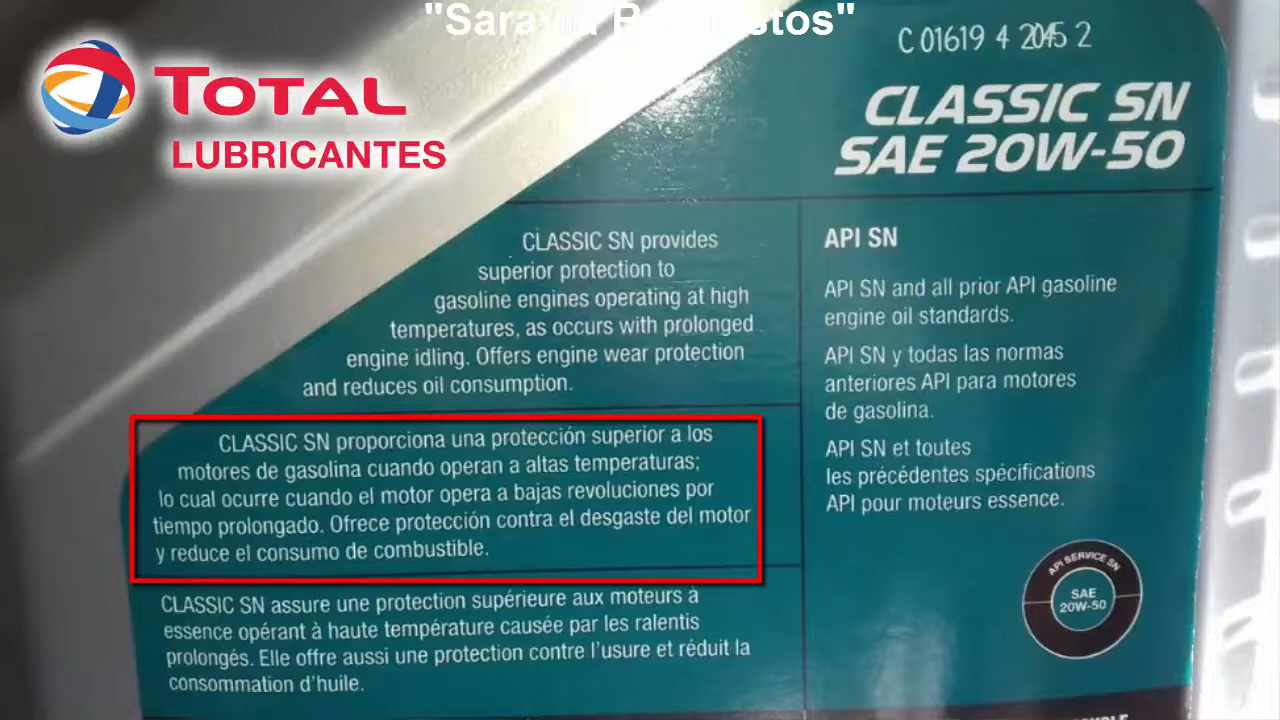 TOTAL
LUBRICANTES
CLASSIC SN
SAE 20W-50
CLASSIC SN provides
superior protection to
gasoline engines operating at high
temperatures, as occurs with prolonged
engine idling. Offers engine wear protection
and reduces oil consumption.
CLASSIC SN proporciona una protección superior a los
motores de gasolina cuando operan a altas temperaturas;
lo cual ocurre cuando el motor opera a bajas revoluciones por
tiempo prolongado. Ofrece protección contra el desgaste del motor
y reduce el consumo de combustible.
CLASSIC SN assure une protection supérieure aux moteurs à
essence opérant à haute température causée par les ralentis
prolongés. Elle offre aussi une protection contre l'usure et réduit la
consommation d'huile.
API SN
API SN and all prior API gasoline
engine oil standards.
API SN y todas las normas
anteriores API para motores
de gasolina.
API SN et toutes
les précédentes spécifications
API pour moteurs essence.
API SERVICE SN
SAE
20W-50